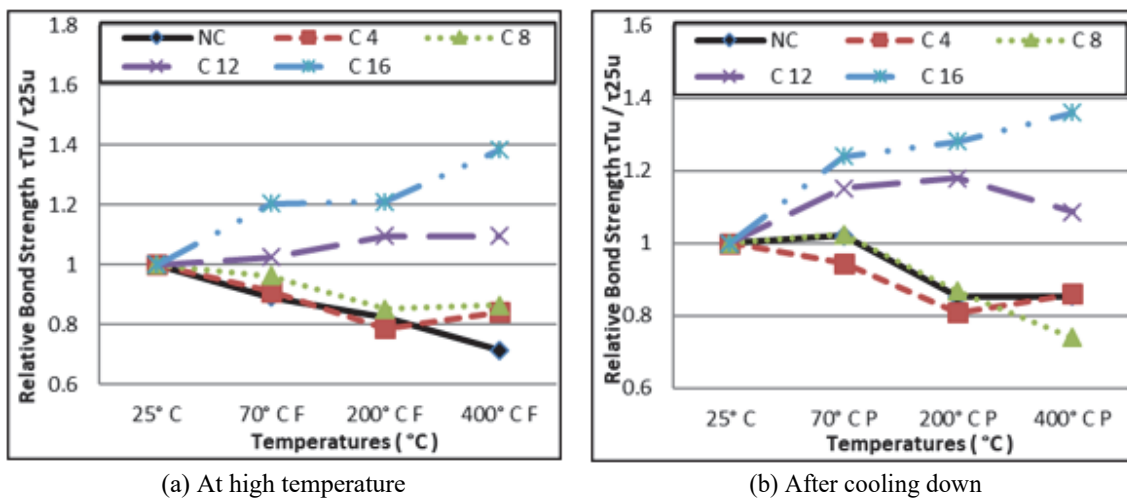 1.8
1.6
1.4
1.2
1
0.8
0.6
Relative Bond Strength τTu / τ25u
NC
C 4
C 8
C 12
C 16
25° C
70° C F
200° C F
400° C F
Temperatures ( °C)
(a) At high temperature
1.6
1.4
1.2
1
0.8
0.6
Relative Bond Strength τTu / τ25u
NC
C 4
C 8
C 12
C 16
25° C
70° C P
200° C P
400° C P
Temperatures ( °C)
(b) After cooling down